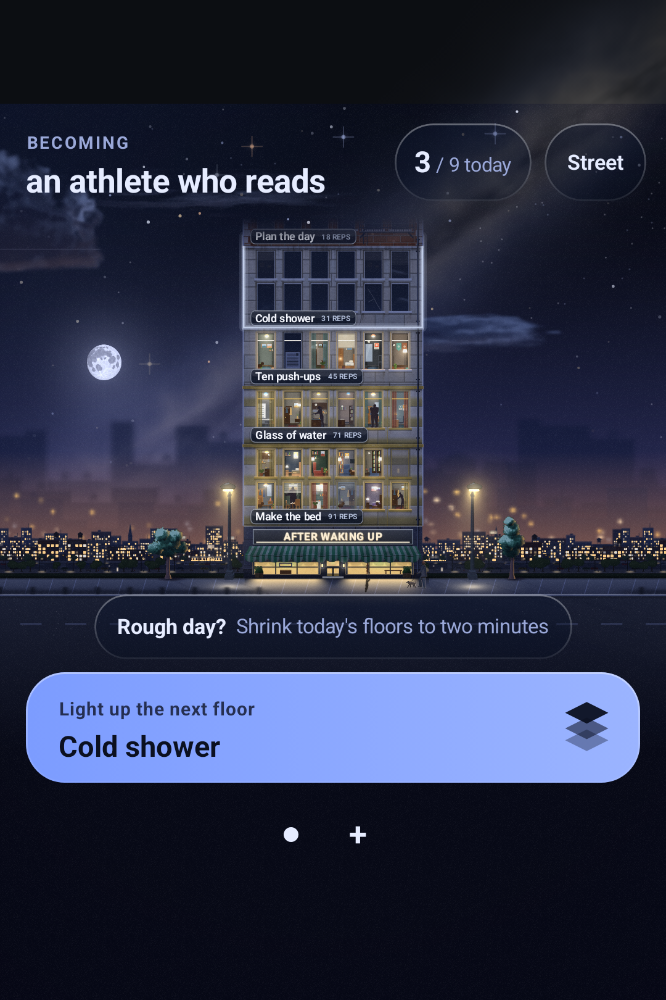 BECOMING
an athlete who reads
3 / 9 today
Street
Plan the day 18 REPS
Cold shower 31 REPS
Ten push-ups 45 REPS
Glass of water 71 REPS
Make the bed 91 REPS
AFTER WAKING UP
Rough day? Shrink today's floors to two minutes
Light up the next floor
Cold shower